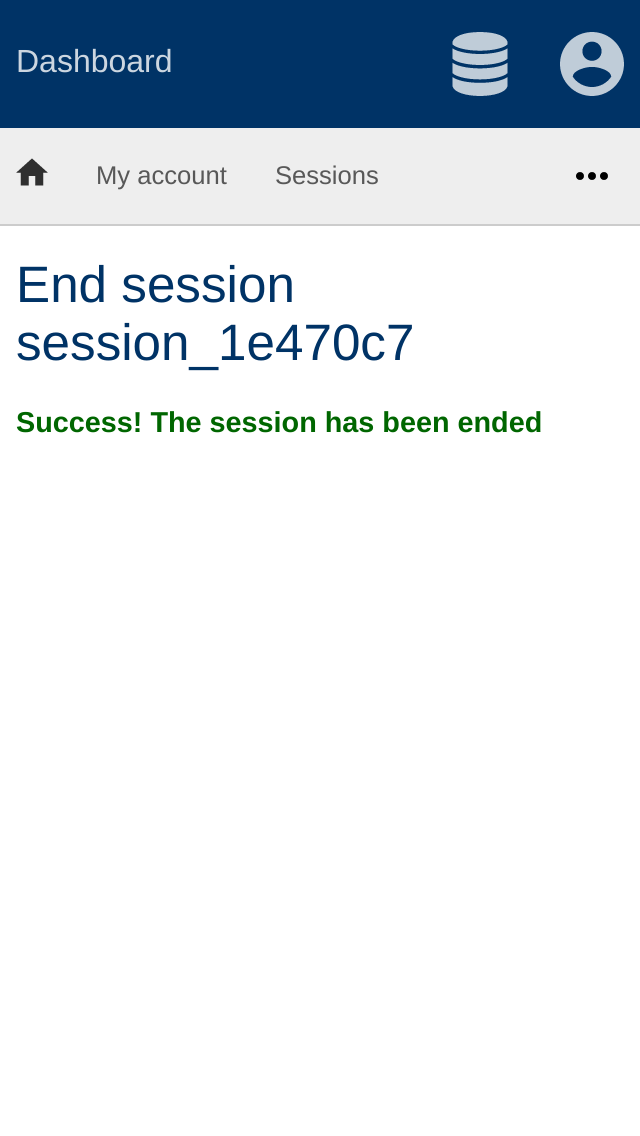 Dashboard
My account Sessions
End session
session_1e470c7
Success! The session has been ended